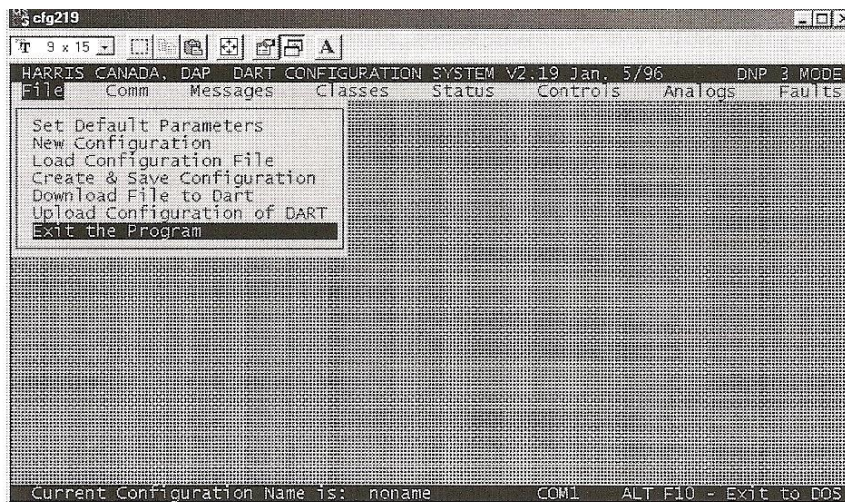 cfg219
9 x 15
A
HARRIS CANADA, DAP DART CONFIGURATION SYSTEM V2.19 Jan. 5/96 DNP 3 MODE
File Comm Messages Classes Status Controls Analogs Faults
Set Default Parameters
New Configuration
Load Configuration File
Create & Save Configuration
Download File to Dart
Upload Configuration of DART
Exit the Program
Current Configuration Name is: noname COM1 ALT F10 - Exit to DOS